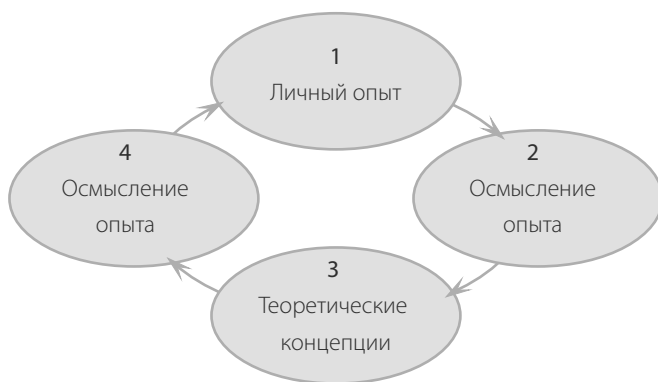 1
Личный опыт
2
Осмысление
опыта
3
Теоретические
концепции
4
Осмысление
опыта